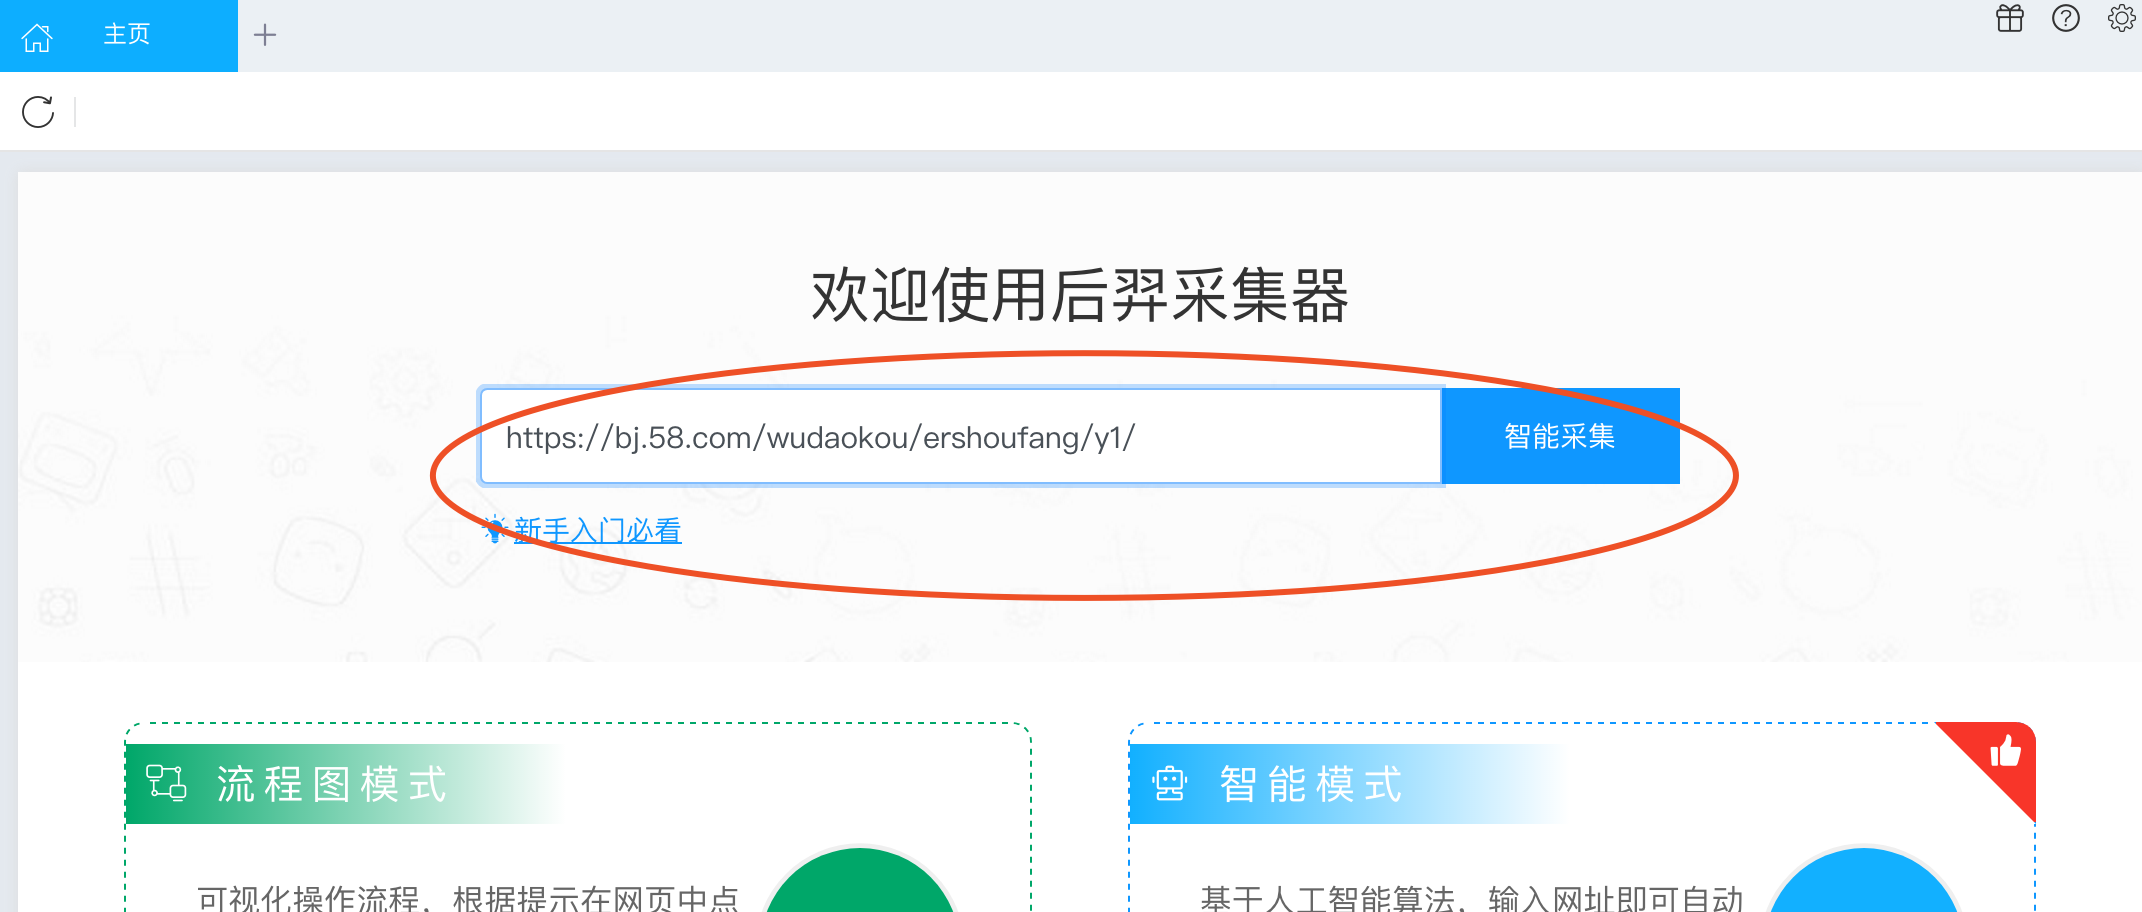 主页
欢迎使用后羿采集器
https://bj.58.com/wudaokou/ershoufang/y1/
智能采集
新手入门必看
流程图模式
智能模式
可视化操作流程，根据提示在网页中点
基于人工智能算法，输入网址即可自动